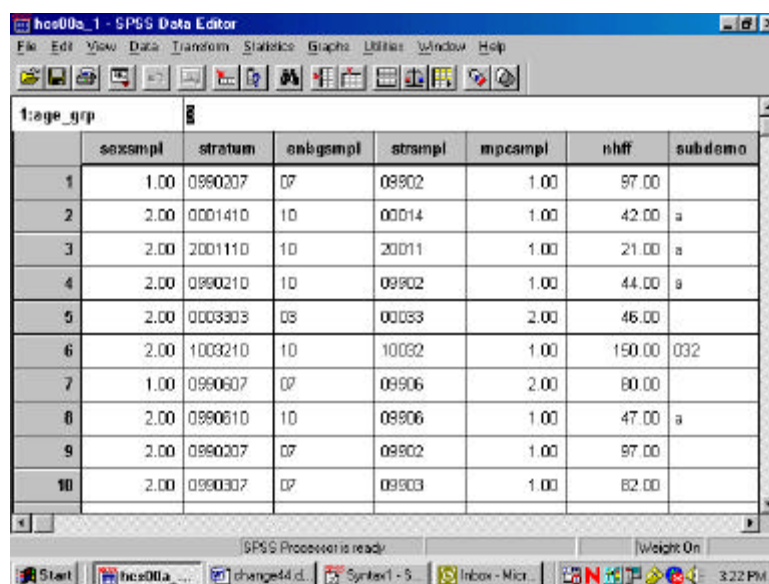 hos00a_1 - SPSS Data Editor
File Edit View Data Transform Statistics Graphs Utilities Window Help
1:age_grp
sexsmpl stratum enbgsmpl strsmpl mpcsmpl nhff subdemo
1 1.00 0990207 07 09902 1.00 97.00
2 2.00 0001410 10 00014 1.00 42.00 a
3 2.00 2001110 10 20011 1.00 21.00 a
4 2.00 0990210 10 09902 1.00 44.00 a
5 2.00 0003303 03 00033 2.00 46.00
6 2.00 1003210 10 10032 1.00 150.00 032
7 1.00 0990607 07 09906 2.00 80.00
8 2.00 0990610 10 09906 1.00 47.00 a
9 2.00 0990207 07 09902 1.00 97.00
10 2.00 0990307 07 09903 1.00 82.00
SPSS Processor is ready Weight On
Start hos00a_... change44.d... Syntax1 - S... Inbox - Micr... 3:22 PM